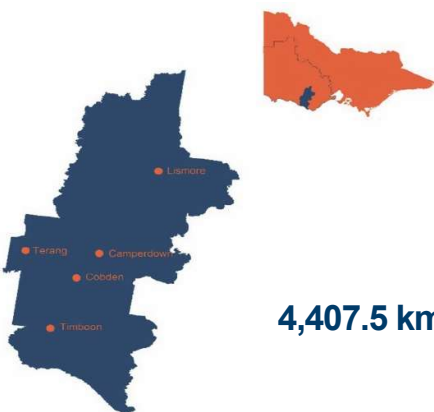 Lismore
Terang
Camperdown
Cobden
Timboon
4,407.5 km